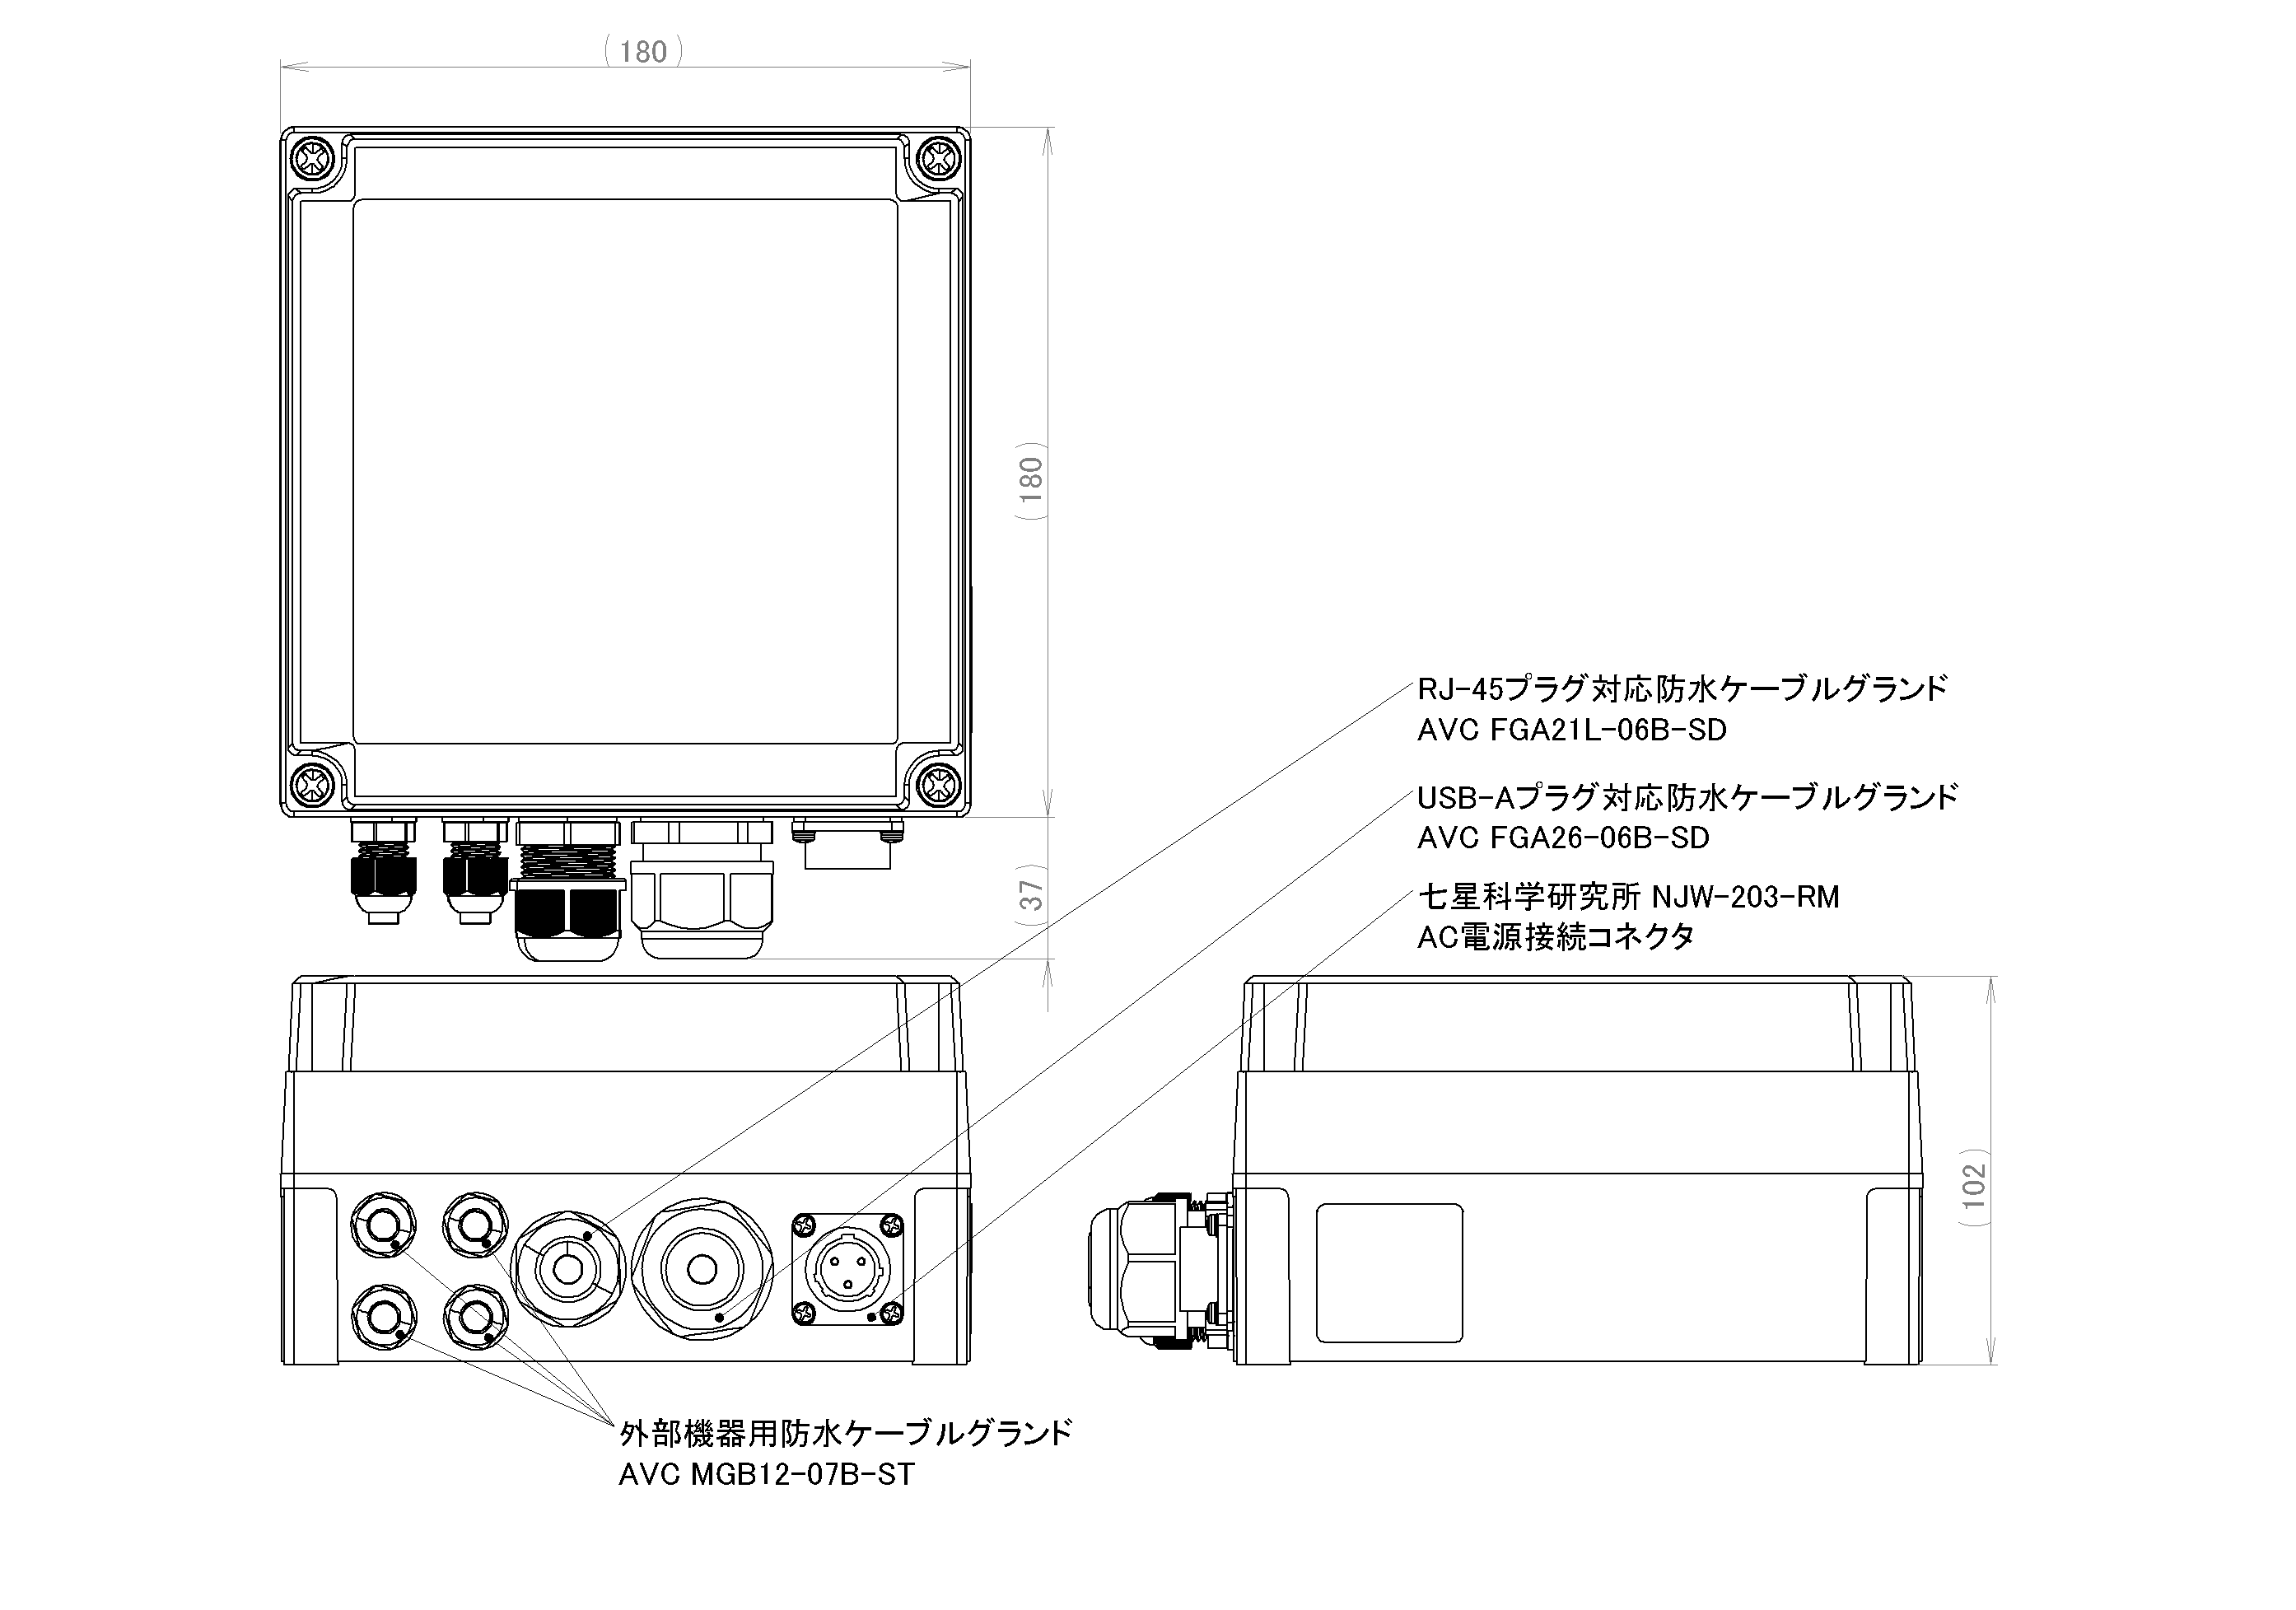 (180)
(180)
(37)
RJ-45プラグ対応防水ケーブルグランド
AVC FGA21L-06B-SD
USB-Aプラグ対応防水ケーブルグランド
AVC FGA26-06B-SD
七星科学研究所 NJW-203-RM
AC電源接続コネクタ
(102)
外部機器用防水ケーブルグランド
AVC MGB12-07B-ST